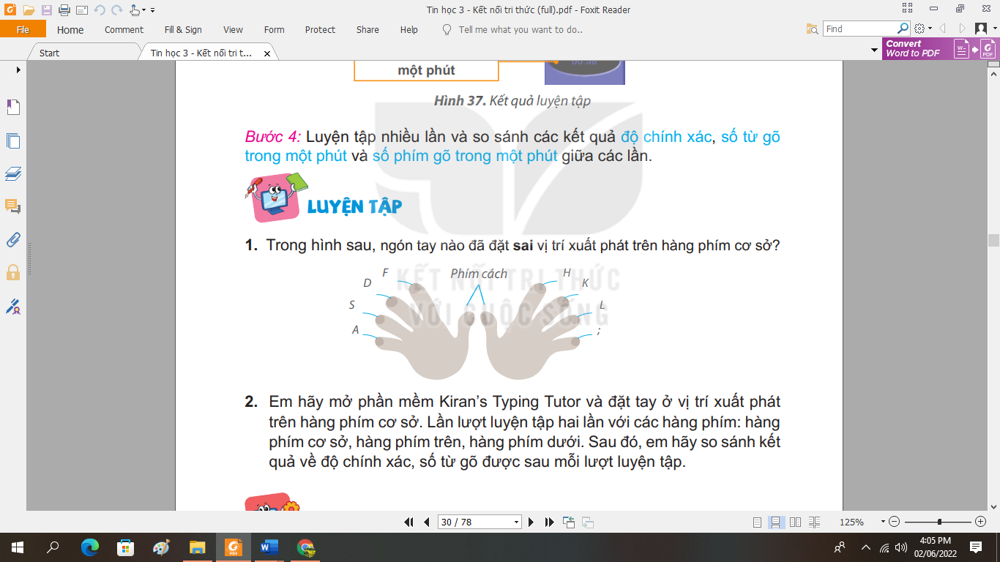 Tin học 3 - Kết nối tri thức (full).pdf - Foxit Reader
File Home Comment Fill & Sign View Form Protect Share Help Tell me what you want to do.. Find
Start Tin học 3 - Kết nối tri t... × Convert
Word to PDF
một phút
00:38
Hình 37. Kết quả luyện tập
Bước 4: Luyện tập nhiều lần và so sánh các kết quả độ chính xác, số từ gõ
trong một phút và số phím gõ trong một phút giữa các lần.
LUYỆN TẬP
1. Trong hình sau, ngón tay nào đã đặt sai vị trí xuất phát trên hàng phím cơ sở?
F Phím cách H
D K
S L
A ;
KẾT NỐI TRI THỨC
VỚI CUỘC SỐNG
2. Em hãy mở phần mềm Kiran's Typing Tutor và đặt tay ở vị trí xuất phát
trên hàng phím cơ sở. Lần lượt luyện tập hai lần với các hàng phím: hàng
phím cơ sở, hàng phím trên, hàng phím dưới. Sau đó, em hãy so sánh kết
quả về độ chính xác, số từ gõ được sau mỗi lượt luyện tập.
30 / 78 125%
4:05 PM
02/06/2022